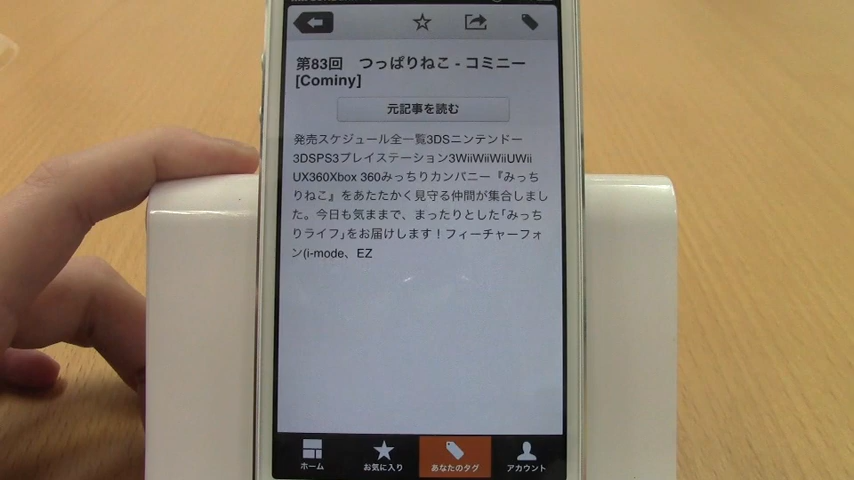 第83回　つっぱりねこ - コミニー
[Cominy]
元記事を読む
発売スケジュール全一覧3DSニンテンドー
3DSPS3プレイステーション3WiiWiiWiiUWii
UX360Xbox 360みっちりカンパニー『みっち
りねこ』をあたたかく見守る仲間が集合しまし
た。今日も気ままで、まったりとした｢みっち
りライフ｣をお届けします！フィーチャーフォ
ン(i-mode、EZ
ホーム
お気に入り
あなたのタグ
アカウント